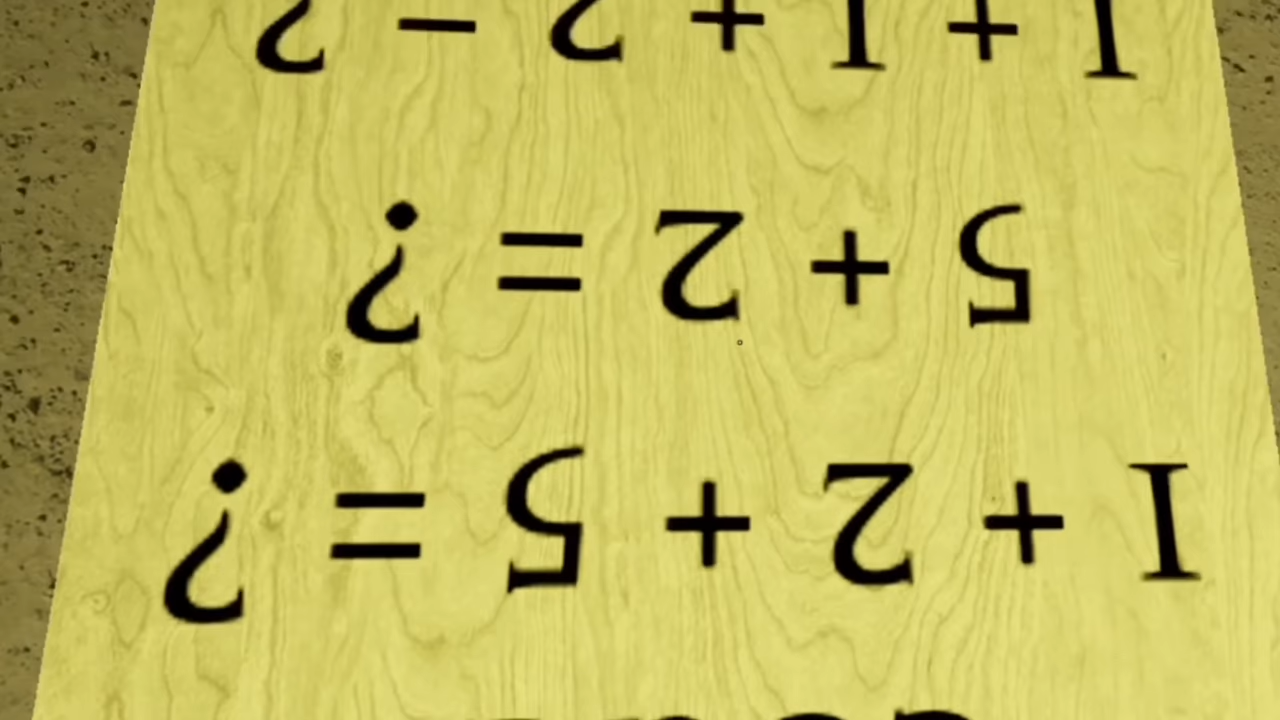 1 + 2 + 5 = ?
5 + 2 = ?
1 + 1 + 2 = ?